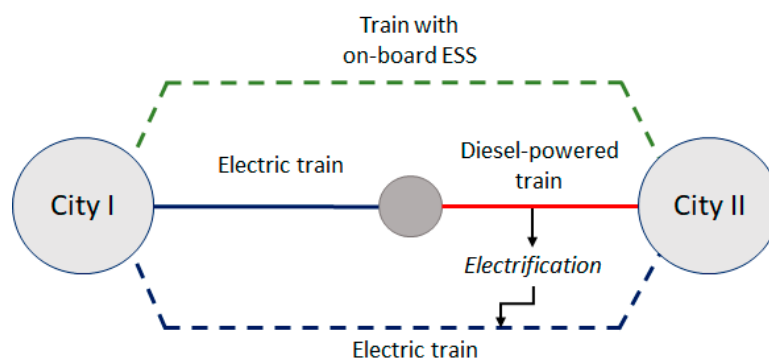 Train with
on-board ESS
Electric train
Diesel-powered
train
City I
City II
Electrification
Electric train